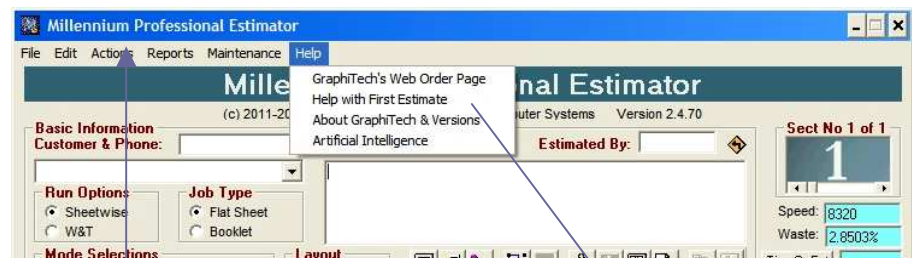 Millennium Professional Estimator
File Edit Actions Reports Maintenance Help
Mille nal Estimator
GraphiTech's Web Order Page
Help with First Estimate
About GraphiTech & Versions
Artificial Intelligence
(c) 2011-20 uter Systems Version 2.4.70
Basic Information
Customer & Phone: Estimated By:
Sect No 1 of 1
1
Run Options Job Type
Sheetwise Flat Sheet
W&T Booklet
Speed: 8320
Waste: 2.8503%
Mode Selections Layout